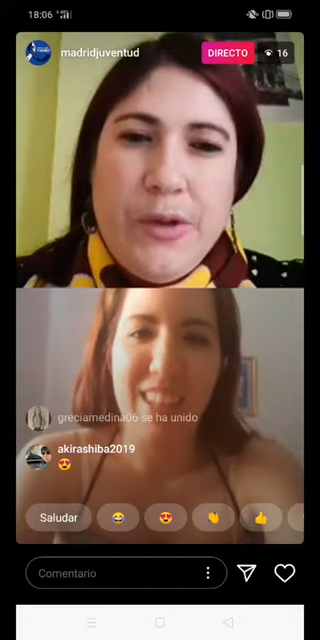 18:06
madridjuventud
DIRECTO
16
greciamedina06 se ha unido
akirashiba2019
Saludar
Comentario